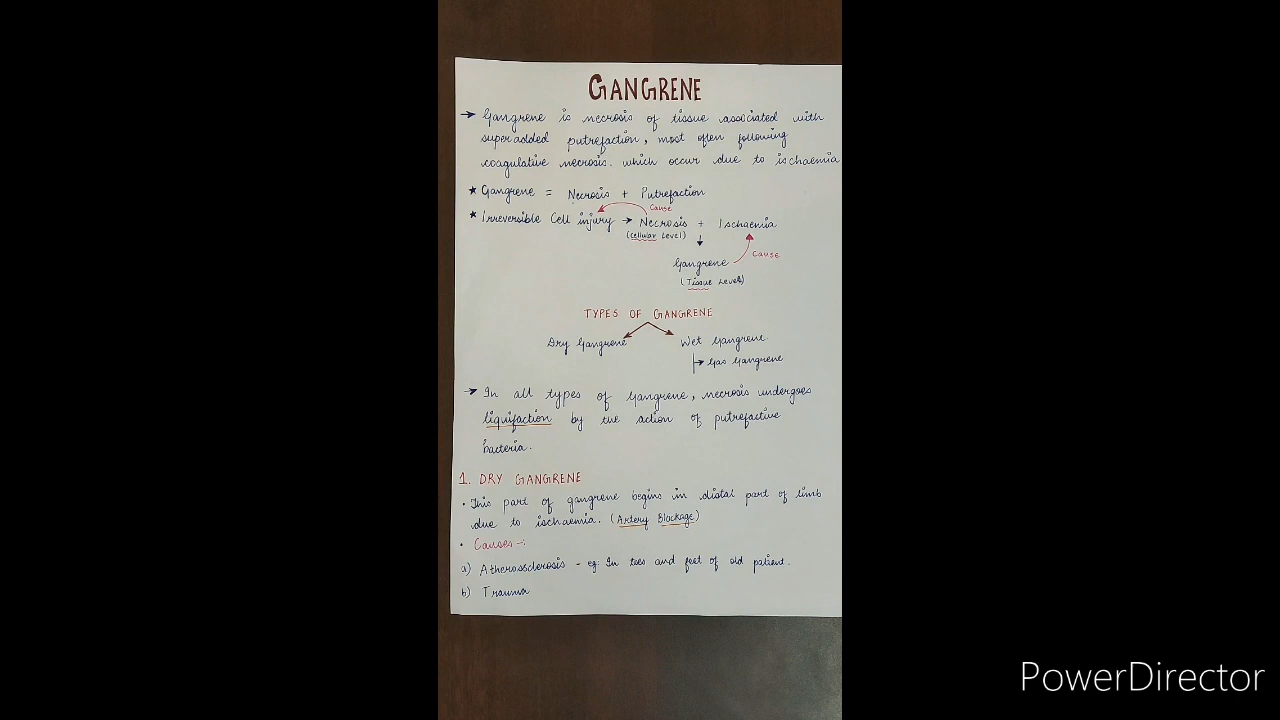 GANGRENE
→ Gangrene is necrosis of tissue associated with
superadded putrefaction, most often following
coagulative necrosis. which occur due to ischaemia
★ Gangrene = Necrosis + Putrefaction
Cause
★ Irreversible Cell injury → Necrosis + Ischaemia
(Cellular Level)
Gangrene
Cause
(Tissue Level)
TYPES OF GANGRENE
Dry Gangrene Wet Gangrene
→ Gas Gangrene
→ In all types of Gangrene, necrosis undergoes
liquifaction by the action of putrefactive
bacteria.
1. DRY GANGRENE
• This part of gangrene begins in distal part of limb
due to ischaemia. (Artery Blockage)
• Causes -:
a) Atherossclerosis - eg: In toes and feet of old patient.
b) Trauma
PowerDirector